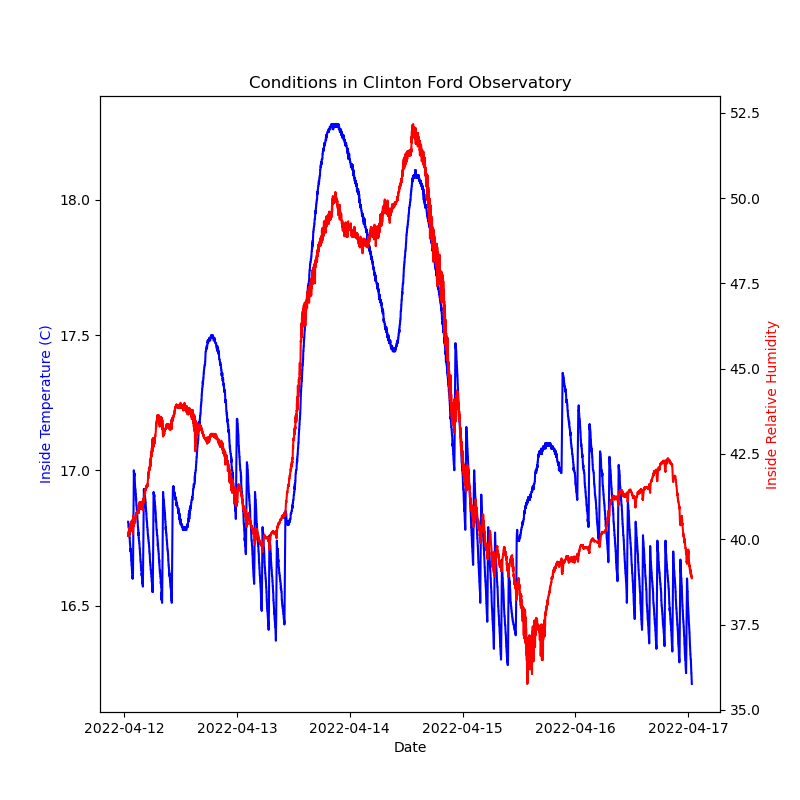 Conditions in Clinton Ford Observatory
Inside Temperature (C)
18.0
17.5
17.0
16.5
52.5
50.0
47.5
45.0
42.5
40.0
37.5
35.0
Inside Relative Humidity
2022-04-12 2022-04-13 2022-04-14 2022-04-15 2022-04-16 2022-04-17
Date